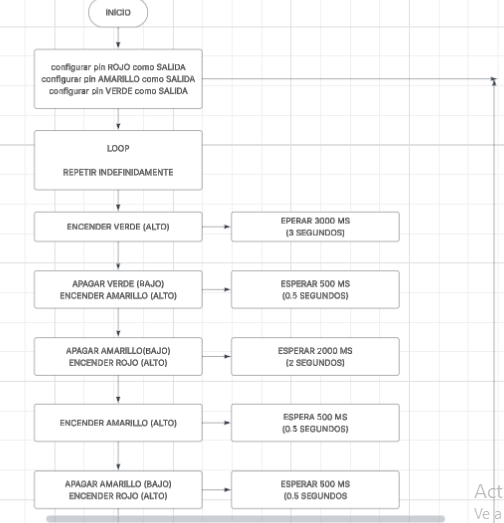 INICIO
configurar pin ROJO como SALIDA
configurar pin AMARILLO como SALIDA
configurar pin VERDE como SALIDA
LOOP
REPETIR INDEFINIDAMENTE
ENCENDER VERDE (ALTO)
EPERAR 3000 MS
(3 SEGUNDOS)
APAGAR VERDE (BAJO)
ENCENDER AMARILLO (ALTO)
ESPERAR 500 MS
(0.5 SEGUNDOS)
APAGAR AMARILLO(BAJO)
ENCENDER ROJO (ALTO)
ESPERAR 2000 MS
(2 SEGUNDOS)
ENCENDER AMARILLO (ALTO)
ESPERA 500 MS
(0.5 SEGUNDOS)
APAGAR AMARILLO (BAJO)
ENCENDER ROJO (ALTO)
ESPERAR 500 MS
(0.5 SEGUNDOS
Act
Ve a